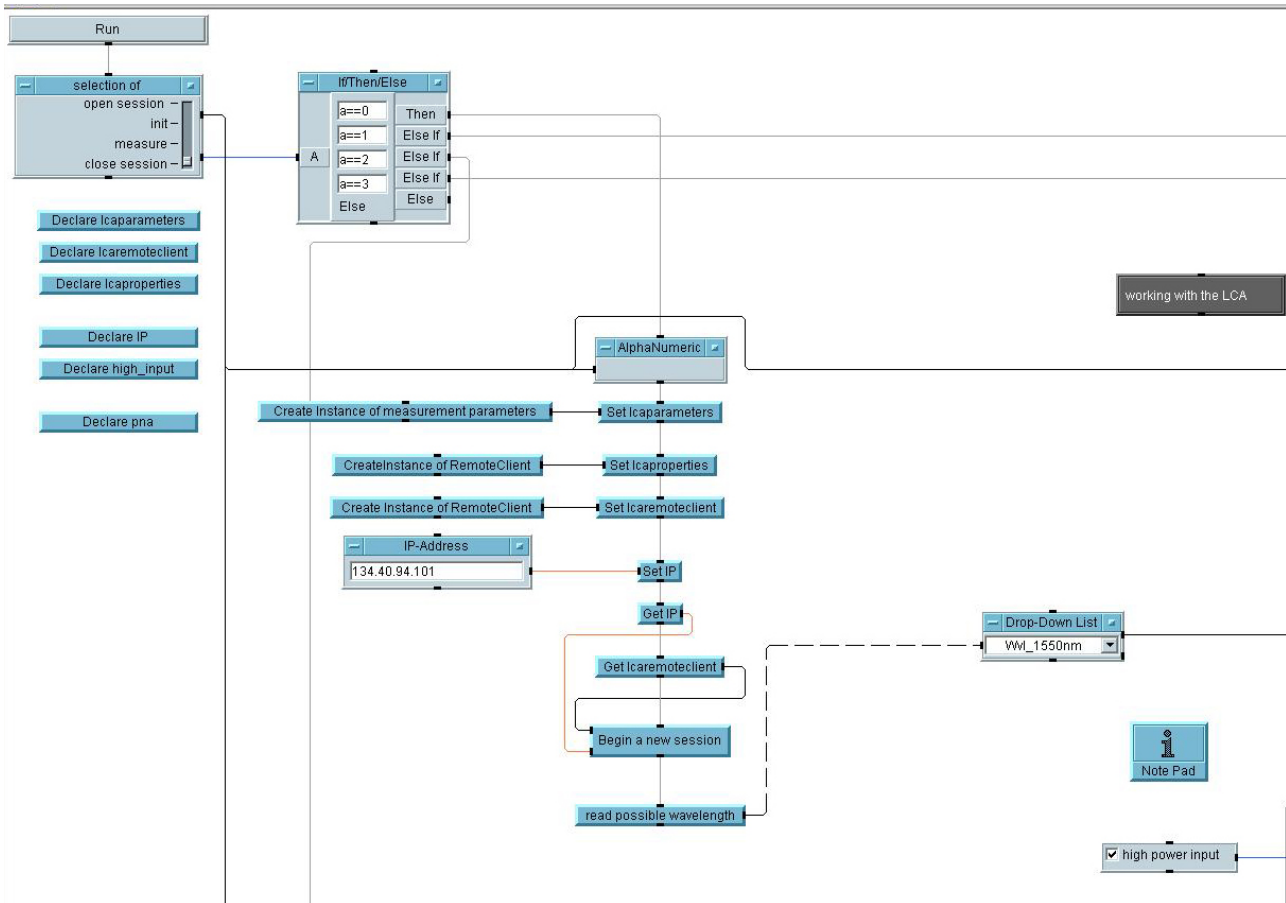 Run
selection of
open session
init
measure
close session
If/Then/Else
A
a==0
a==1
a==2
a==3
Else
Then
Else If
Else If
Else If
Else
Declare lcaparameters
Declare lcaremoteclient
Declare lcaproperties
Declare IP
Declare high_input
Declare pna
working with the LCA
AlphaNumeric
Create Instance of measurement parameters
Set lcaparameters
CreateInstance of RemoteClient
Set lcaproperties
Create Instance of RemoteClient
Set lcaremoteclient
IP-Address
134.40.94.101
Set IP
Get IP
Get lcaremoteclient
Begin a new session
read possible wavelength
Drop-Down List
Wvl_1550nm
i
Note Pad
high power input